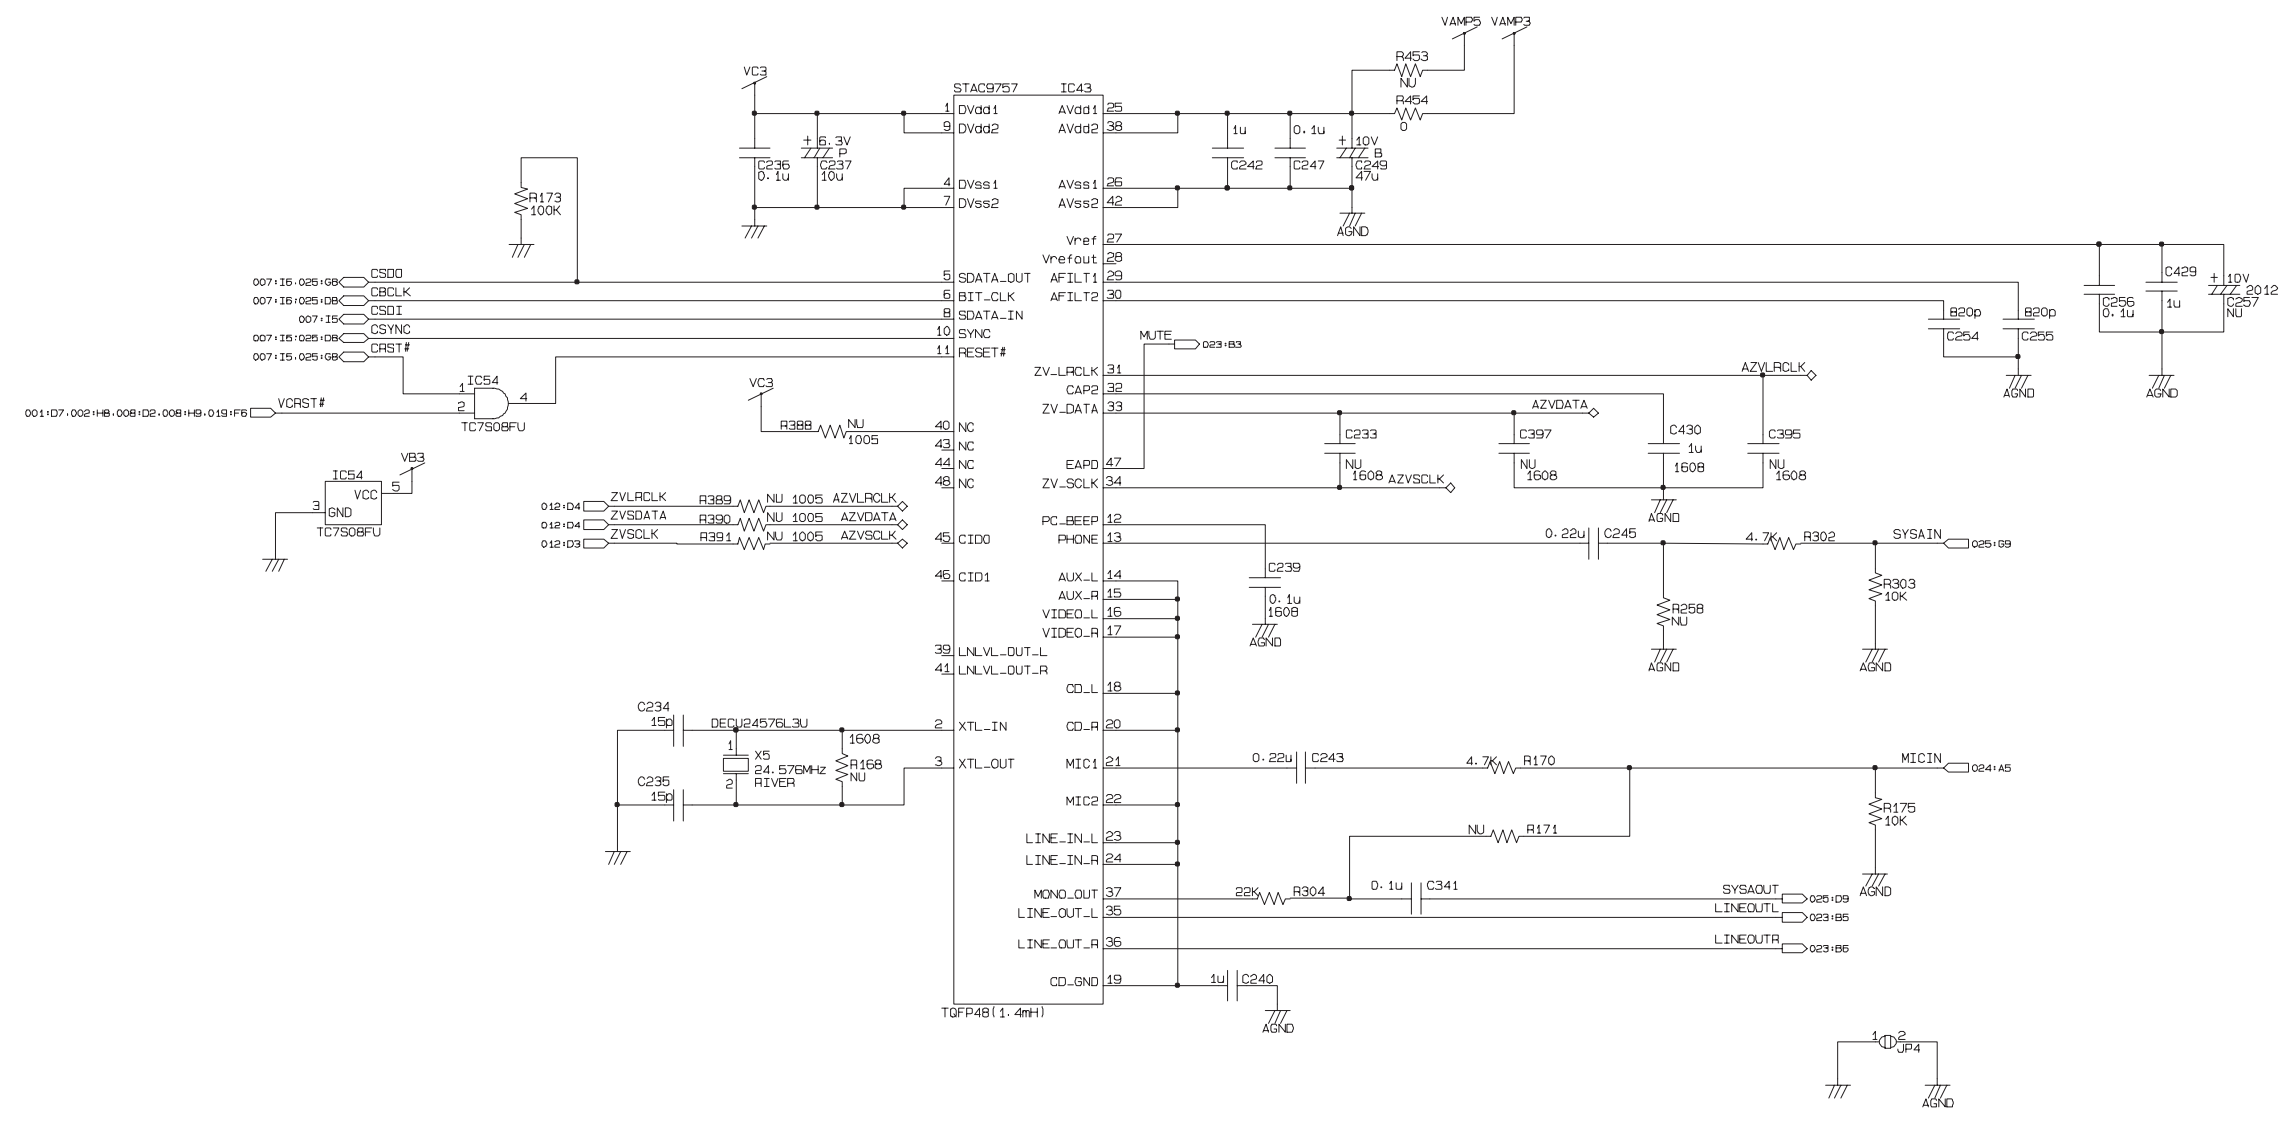 VAMP5 VAMP3
R453
NU
R454
0
VC3
STAC9757 IC43
1 DVdd1 AVdd1 25
9 DVdd2 AVdd2 38
+ 6.3V
P
C236
0.1u
C237
10u
1u
C242
0.1u
C247
+ 10V
B
C249
47u
4 DVss1 AVss1 26
7 DVss2 AVss2 42
AGND
R173
100K
Vref 27
Vrefout 28
007:I6,025:G8 CSDO 5 SDATA_OUT AFILT1 29
007:I6,025:D8 CBCLK 6 BIT_CLK AFILT2 30
007:I5 CSDI 8 SDATA_IN
007:I5,025:D8 CSYNC 10 SYNC
007:I5,025:G8 CRST# 11 RESET#
C429
1u
+ 10V
2012
C256
0.1u
C257
NU
820p
C254
820p
C255
AGND
AGND
MUTE
023:B3
ZV_LRCLK 31 AZVLRCLK
CAP2 32
ZV_DATA 33 AZVDATA
1 IC54
2 4
TC7S08FU
001:D7,002:H8,008:D2,008:H9,019:F6 VCRST#
VC3
R388 NU
1005
40 NC
43 NC
44 NC
48 NC
EAPD 47
ZV_SCLK 34 AZVSCLK
C233
NU
1608
C397
NU
1608
C430
1u
1608
C395
NU
1608
AGND
VB3
IC54
VCC 5
3 GND
TC7S08FU
012:D4 ZVLRCLK R389 NU 1005 AZVLRCLK
012:D4 ZVSDATA R390 NU 1005 AZVDATA
012:D3 ZVSCLK R391 NU 1005 AZVSCLK
PC_BEEP 12
45 CID0 PHONE 13
0.22u C245
4.7K R302
SYSAIN
025:G9
46 CID1 AUX_L 14
AUX_R 15
VIDEO_L 16
VIDEO_R 17
C239
0.1u
1608
AGND
R258
NU
AGND
R303
10K
AGND
39 LNLVL_OUT_L
41 LNLVL_OUT_R
CD_L 18
C234
15p
DECU24576L3U
2 XTL_IN CD_R 20
1
X5
24.576MHz
2 RIVER
1608
R168
NU
C235
15p
3 XTL_OUT MIC1 21
0.22u C243
4.7K R170
MICIN
024:A5
MIC2 22
R175
10K
AGND
NU R171
LINE_IN_L 23
LINE_IN_R 24
MONO_OUT 37
22K R304
0.1u C341
SYSAOUT 025:D9
LINE_OUT_L 35 LINEOUTL 023:B5
LINE_OUT_R 36 LINEOUTR 023:B6
CD_GND 19
1u C240
AGND
TQFP48(1.4mH)
1 2
JP4
AGND